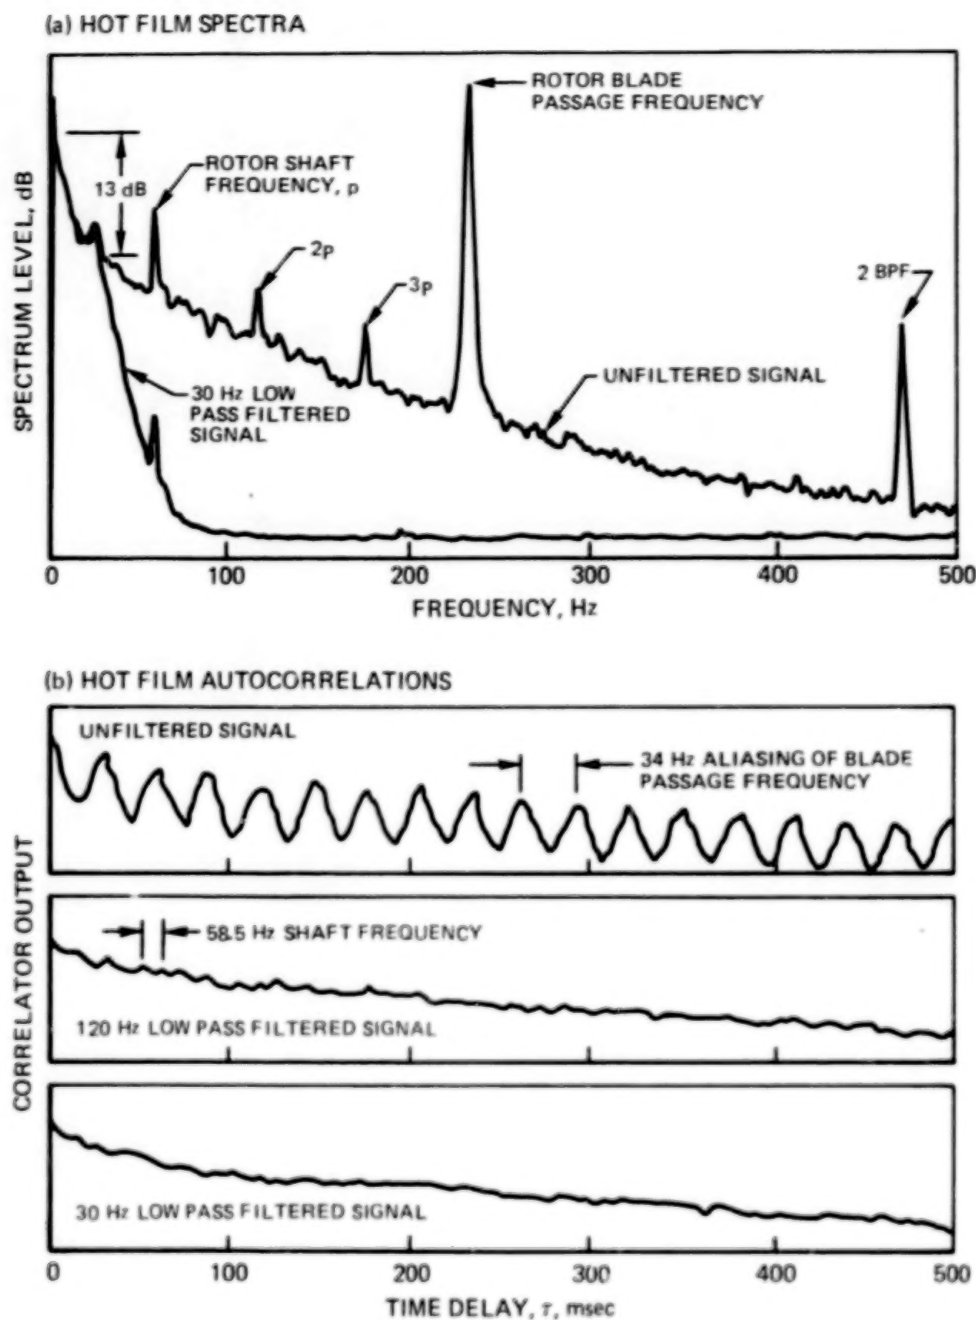 (a) HOT FILM SPECTRA
ROTOR BLADE
PASSAGE FREQUENCY
ROTOR SHAFT
FREQUENCY, p
13 dB
2p
3p
2 BPF
UNFILTERED SIGNAL
30 Hz LOW
PASS FILTERED
SIGNAL
SPECTRUM LEVEL, dB
0 100 200 300 400 500
FREQUENCY, Hz
(b) HOT FILM AUTOCORRELATIONS
UNFILTERED SIGNAL
34 Hz ALIASING OF BLADE
PASSAGE FREQUENCY
58.5 Hz SHAFT FREQUENCY
120 Hz LOW PASS FILTERED SIGNAL
30 Hz LOW PASS FILTERED SIGNAL
CORRELATOR OUTPUT
0 100 200 300 400 500
TIME DELAY, τ, msec